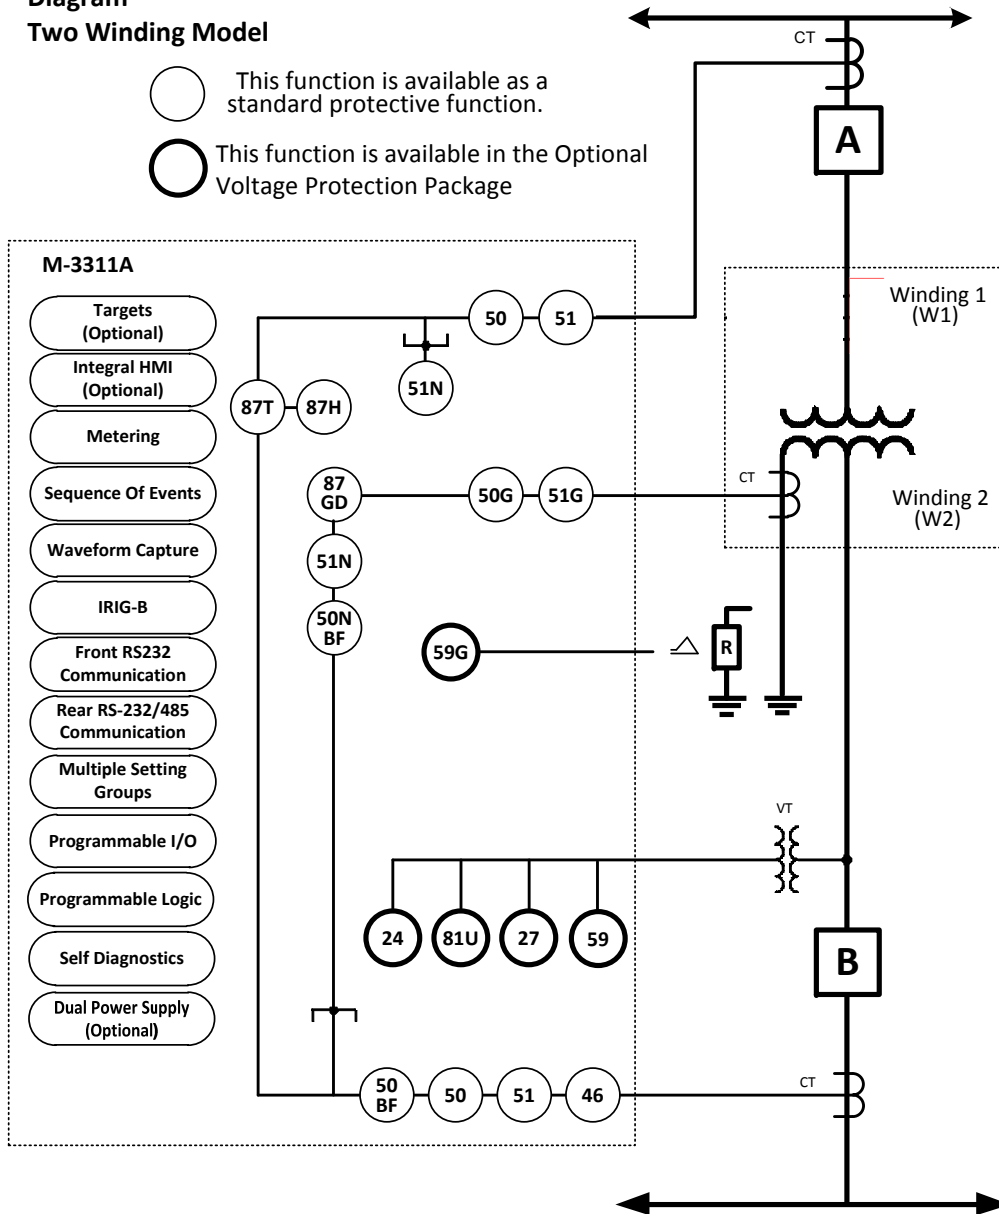 Diagram
Two Winding Model
This function is available as a
standard protective function.
This function is available in the Optional
Voltage Protection Package
CT
A
M-3311A
Targets
(Optional)
Integral HMI
(Optional)
Metering
Sequence Of Events
Waveform Capture
IRIG-B
Front RS232
Communication
Rear RS-232/485
Communication
Multiple Setting
Groups
Programmable I/O
Programmable Logic
Self Diagnostics
Dual Power Supply
(Optional)
50
51
51N
87T
87H
Winding 1
(W1)
87
GD
50G
51G
CT
Winding 2
(W2)
51N
50N
BF
59G
R
VT
24
81U
27
59
B
50
BF
50
51
46
CT